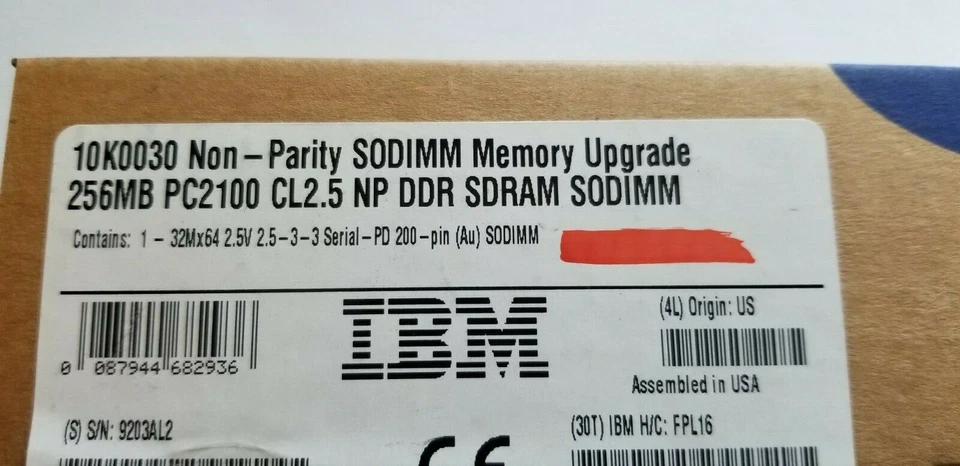 10K0030 Non-Parity SODIMM Memory Upgrade
256MB PC2100 CL2.5 NP DDR SDRAM SODIMM
Contains: 1 - 32Mx64 2.5V 2.5-3-3 Serial-PD 200-pin (Au) SODIMM
0 087944 682936
IBM
(4L) Origin: US
Assembled in USA
(S) S/N: 9203AL2
CE
(30T) IBM H/C: FPL16